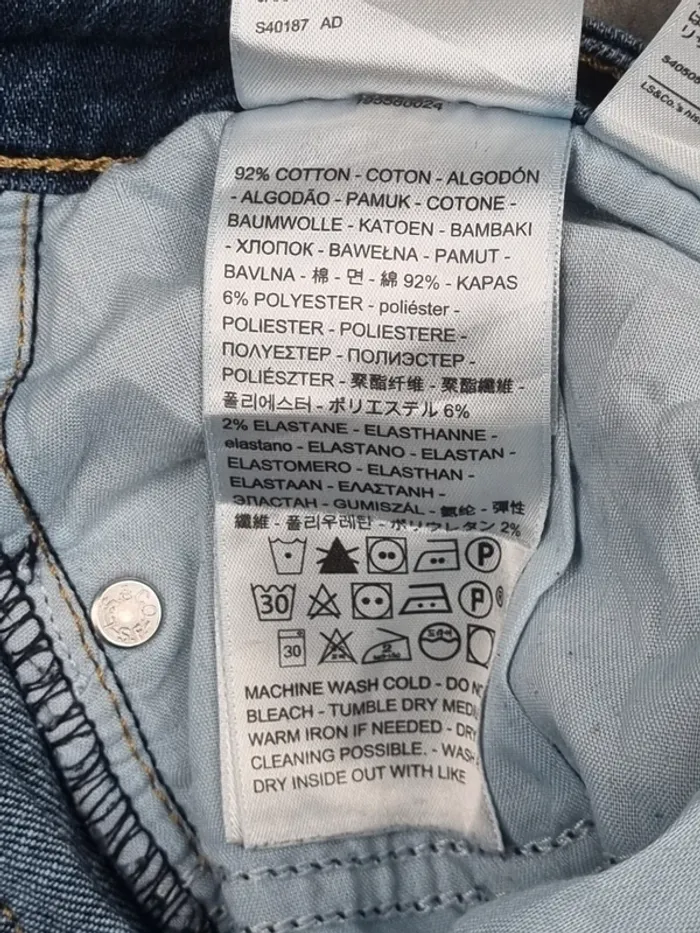 S40187 AD
LS&Co.'s
92% COTTON - COTON - ALGODÓN
- ALGODÃO - PAMUK - COTONE -
BAUMWOLLE - KATOEN - BAMBAKI
- ХЛОПОК - BAWEŁNA - PAMUT -
BAVLNA - 棉 - 면 - 綿 92% - KAPAS
6% POLYESTER - poliéster -
POLIESTER - POLIESTERE -
ΠΟΛΥΕΣΤΕΡ - ПОЛИЭСТЕР -
POLIÉSZTER - 聚酯纤维 - 聚酯纖維 -
폴리에스터 - ポリエステル 6%
2% ELASTANE - ELASTHANNE -
elastano - ELASTANO - ELASTAN -
ELASTOMERO - ELASTHAN -
ELASTAAN - ΕΛΑΣΤΑΝΗ -
ЭЛАСТАН - GUMISZÁL - 氨纶 - 彈性
纖維 - 폴리우레탄 - ポリウレタン 2%
P
30 P ®
30
MACHINE WASH COLD - DO
BLEACH - TUMBLE DRY
WARM IRON IF NEEDED -
CLEANING POSSIBLE. -
DRY INSIDE OUT WITH LIKE